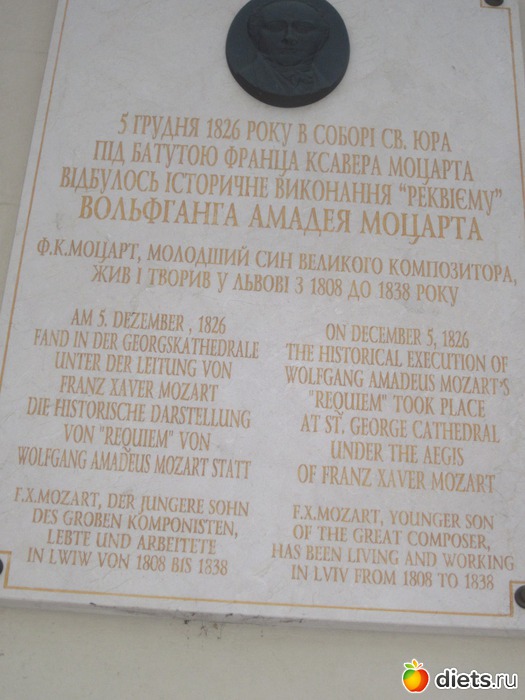 5 ГРУДНЯ 1826 РОКУ В СОБОРІ СВ. ЮРА
ПІД БАТУТОЮ ФРАНЦА КСАВЕРА МОЦАРТА
ВІДБУЛОСЬ ІСТОРИЧНЕ ВИКОНАННЯ "РЕКВІЄМУ"
ВОЛЬФГАНГА АМАДЕЯ МОЦАРТА
Ф.К.МОЦАРТ, МОЛОДШИЙ СИН ВЕЛИКОГО КОМПОЗИТОРА,
ЖИВ І ТВОРИВ У ЛЬВОВІ З 1808 ДО 1838 РОКУ
AM 5. DEZEMBER , 1826
FAND IN DER GEORGSKATHEDRALE
UNTER DER LEITUNG VON
FRANZ XAVER MOZART
DIE HISTORISCHE DARSTELLUNG
VON "REQUIEM" VON
WOLFGANG AMADEUS MOZART STATT
F.X.MOZART, DER JUNGERE SOHN
DES GROBEN KOMPONISTEN,
LEBTE UND ARBEITETE
IN LWIW VON 1808 BIS 1838
ON DECEMBER 5, 1826
THE HISTORICAL EXECUTION OF
WOLFGANG AMADEUS MOZART'S
"REQUIEM" TOOK PLACE
AT ST. GEORGE CATHEDRAL
UNDER THE AEGIS
OF FRANZ XAVER MOZART
F.X.MOZART, YOUNGER SON
OF THE GREAT COMPOSER,
HAS BEEN LIVING AND WORKING
IN LVIV FROM 1808 TO 1838
diets.ru